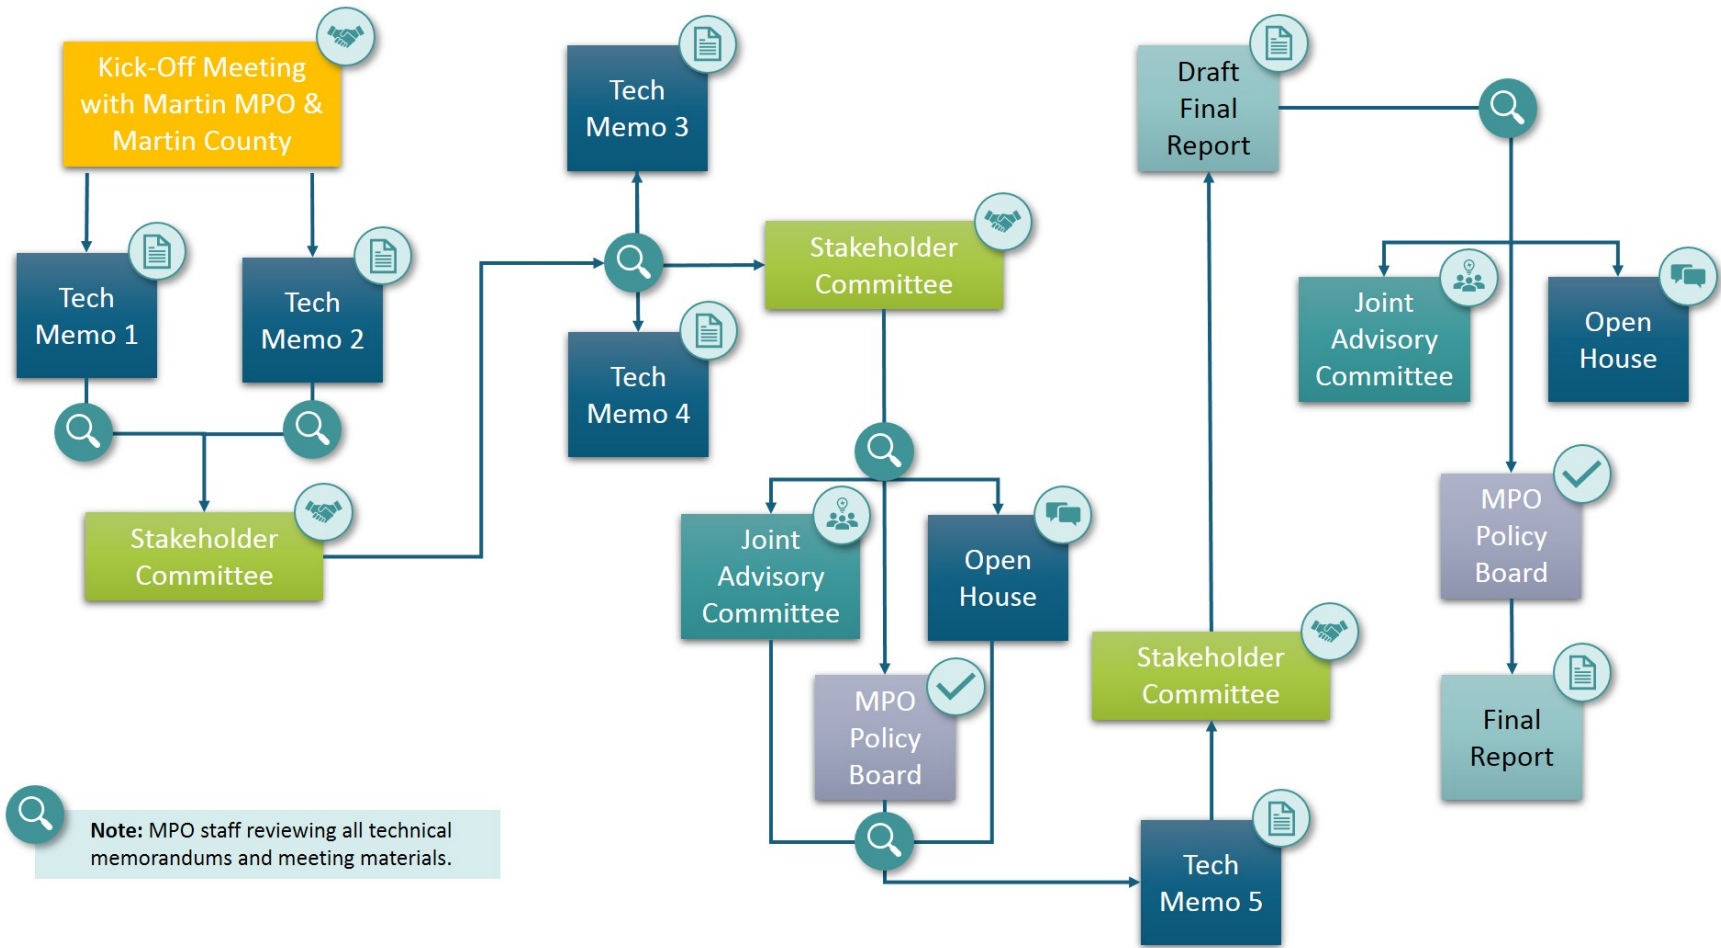 Kick-Off Meeting
with Martin MPO &
Martin County
Tech
Memo 1
Tech
Memo 2
Stakeholder
Committee
Tech
Memo 3
Tech
Memo 4
Stakeholder
Committee
Joint
Advisory
Committee
Open
House
MPO
Policy
Board
Tech
Memo 5
Stakeholder
Committee
Draft
Final
Report
Joint
Advisory
Committee
Open
House
MPO
Policy
Board
Final
Report
Note: MPO staff reviewing all technical
memorandums and meeting materials.